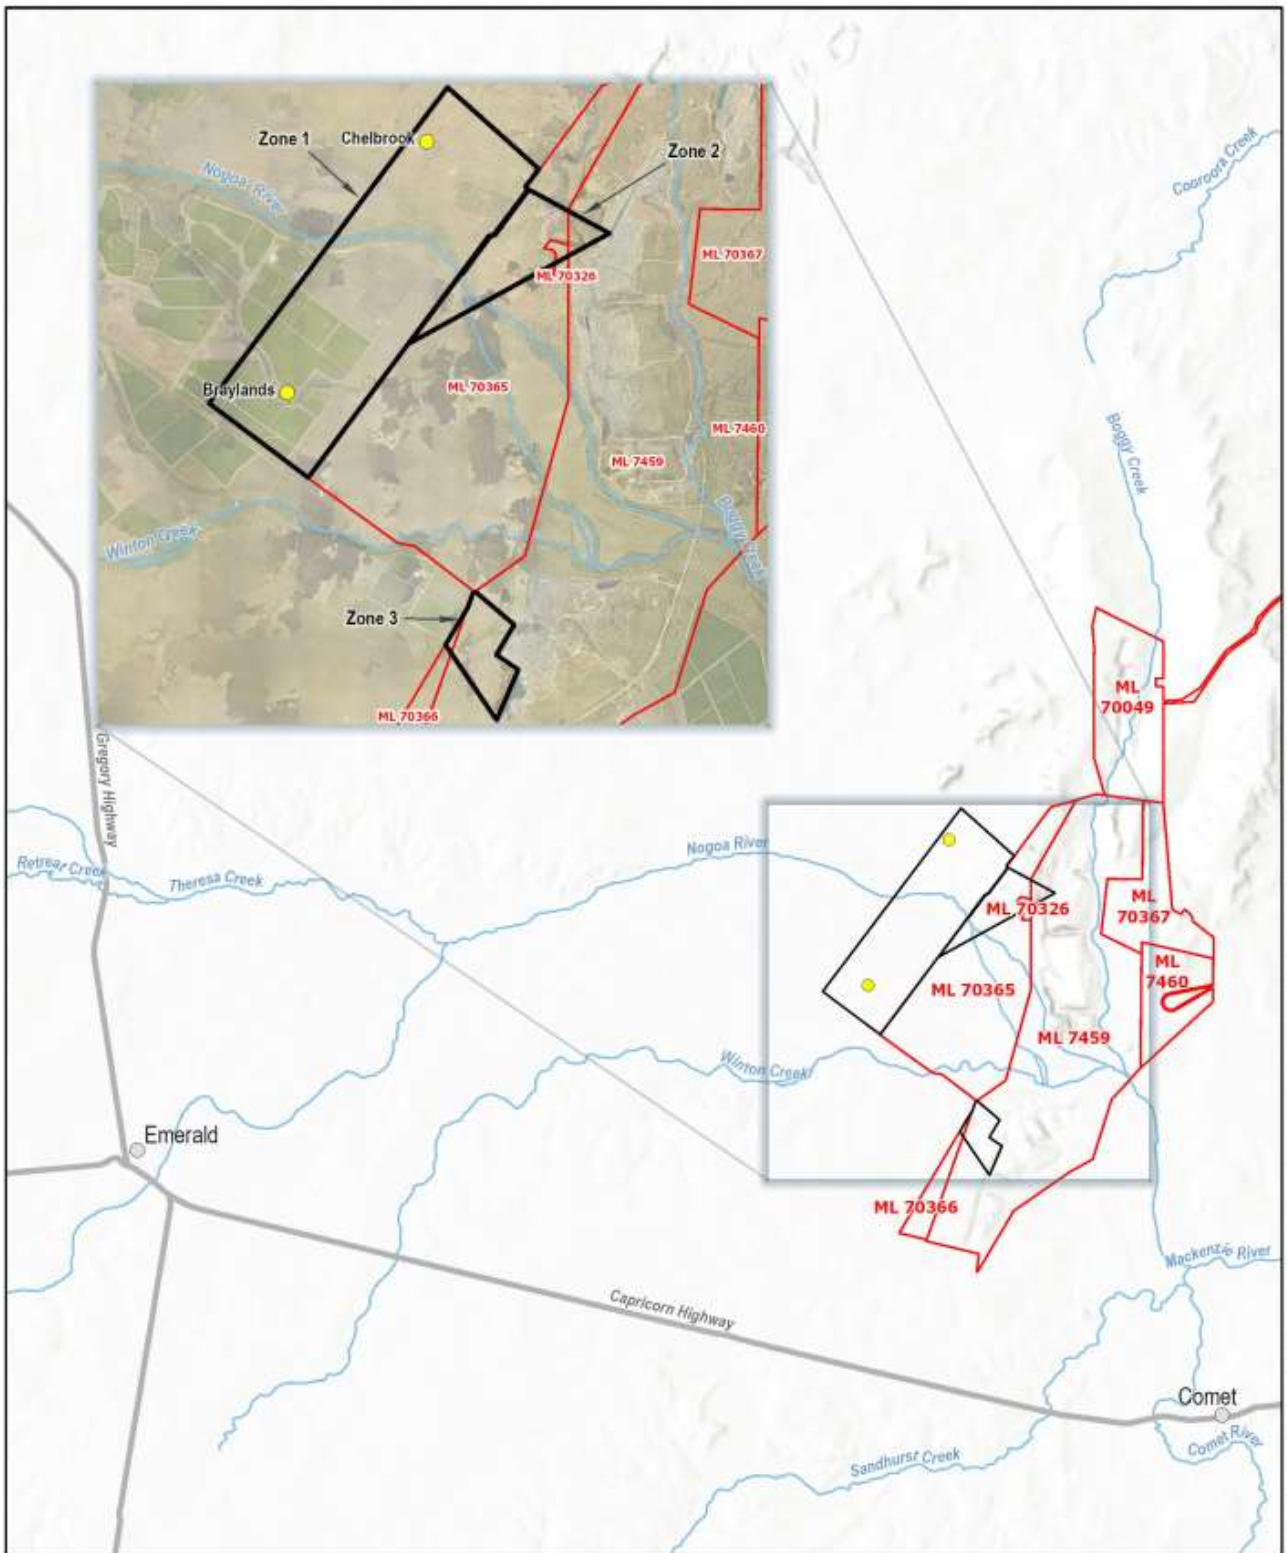 Zone 1
Chelbrook
Zone 2
Nogoa River
ML 70367
ML 70326
Braylands
ML 70365
ML 7460
ML 7459
Winton Creek
Boggy Creek
Zone 3
ML 70366
Cooroora Creek
Boggy Creek
ML
70049
Gregory Highway
Nogoa River
Retreat Creek
Theresa Creek
ML 70326
ML
70367
ML
7460
ML 70365
ML 7459
Winton Creek
Emerald
ML 70366
Mackenzie River
Capricorn Highway
Comet
Comet River
Sandhurst Creek